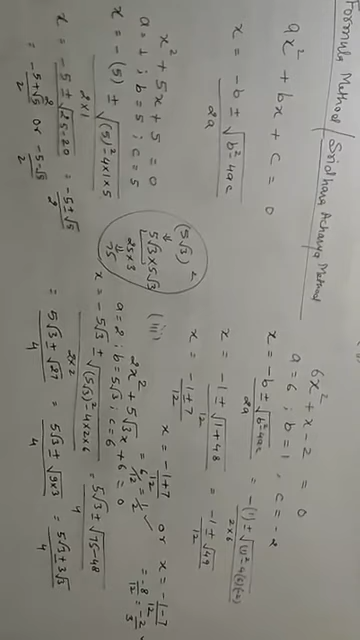 Formula Method / Sridhara Acharya Method
ax² + bx + c = 0
x = -b ± √b²-4ac / 2a
x² + 5x + 5 = 0
a = 1 ; b = 5 ; c = 5
x = -(5) ± √(5)²-4×1×5 / 2×1
x = -5 ± √25-20 / 2 = -5 ± √5 / 2
= -5+√5 / 2 or -5-√5 / 2
(5√3)²
⇓
5√3 × 5√3
25×3
⇓
75
6x² + x - 2 = 0
a = 6 ; b = 1 , c = -2
x = -b ± √b²-4ac / 2a = -(1) ± √(1)²-4(6)(-2) / 2×6
x = -1 ± √1+48 / 12 = -1 ± √49 / 12
x = -1 ± 7 / 12
x = -1+7 / 12 or x = -1-7 / 12
= 6/12 = 1/2 ✓ = -8/12 = -2/3
(iii) 2x² + 5√3x + 6 = 0
a = 2 ; b = 5√3 ; c = 6
x = -5√3 ± √(5√3)²-4×2×6 / 2×2 = 5√3 ± √75-48 / 4
= 5√3 ± √27 / 4 = 5√3 ± √9×3 / 4 = 5√3 ± 3√3 / 4